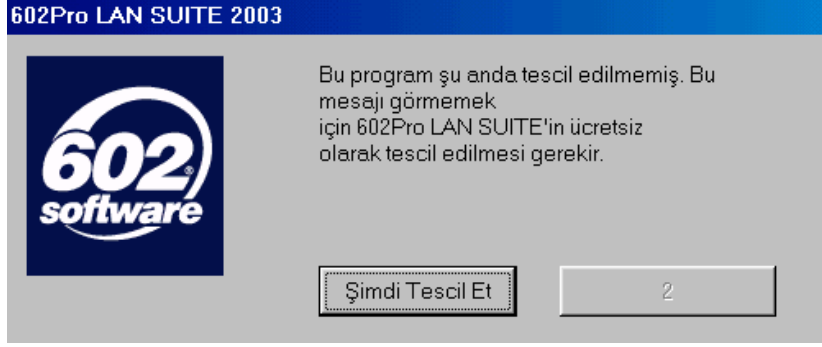 602Pro LAN SUITE 2003
602
software
Bu program şu anda tescil edilmemiş. Bu
mesajı görmemek
için 602Pro LAN SUITE'in ücretsiz
olarak tescil edilmesi gerekir.
Şimdi Tescil Et
2